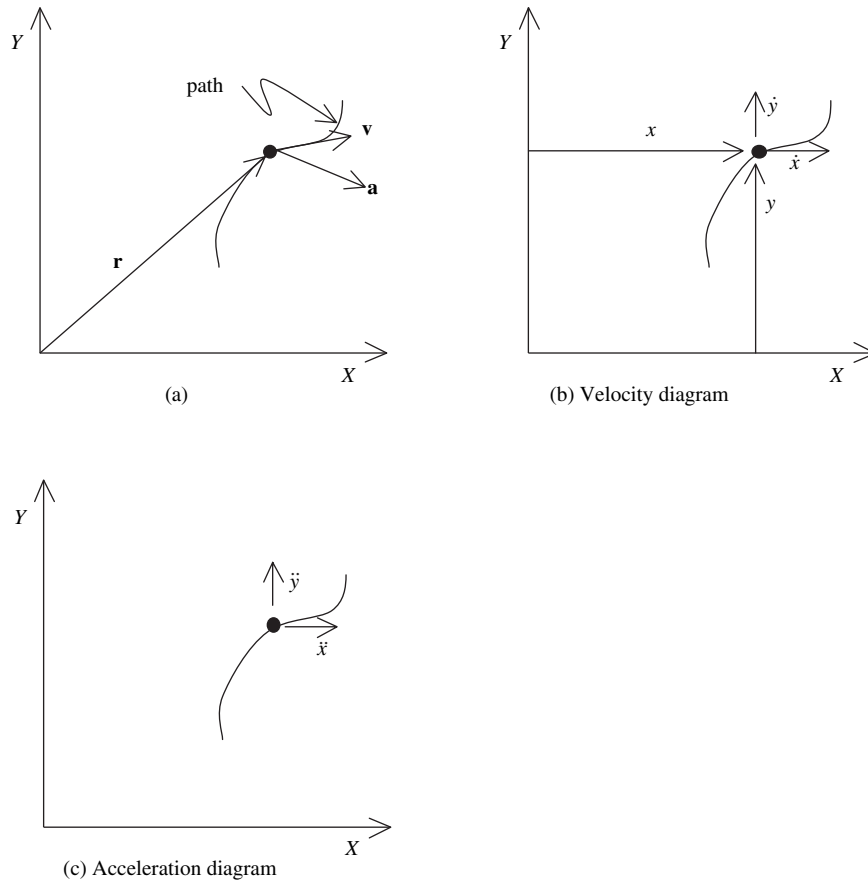 Y
path
v
a
r
X
(a)
Y
ẏ
x
ẋ
y
X
(b) Velocity diagram
Y
ÿ
ẍ
X
(c) Acceleration diagram